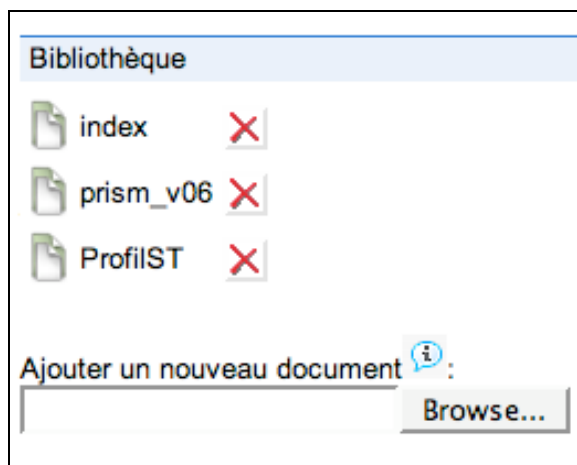 Bibliothèque
index
prism_v06
ProfilST
Ajouter un nouveau document :
Browse...